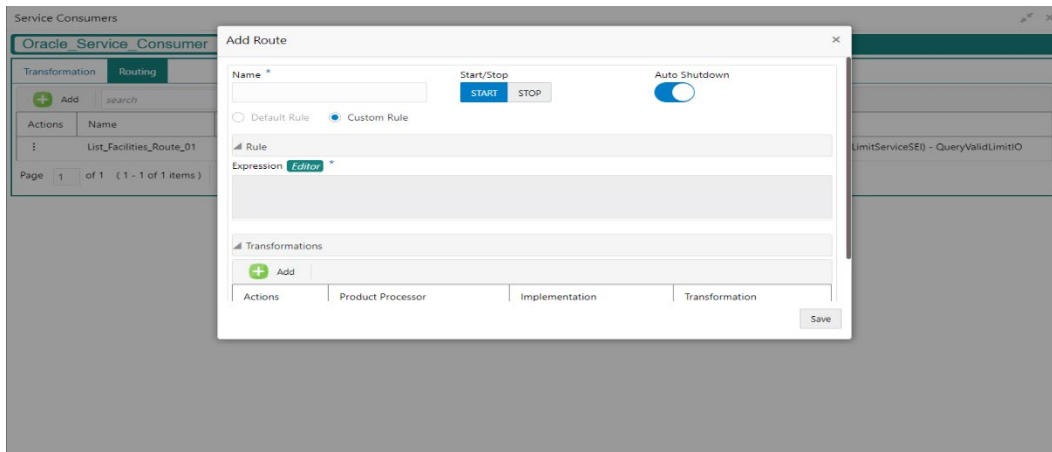 Service Consumers
Oracle_Service_Consumer
Transformation Routing
Add search
Actions Name
List_Facilities_Route_01
LimitServiceSEI) - QueryValidLimitIO
Page 1 of 1 ( 1 - 1 of 1 items )
Add Route
Name * Start/Stop Auto Shutdown
START STOP
Default Rule Custom Rule
Rule
Expression Editor *
Transformations
Add
Actions Product Processor Implementation Transformation
Save